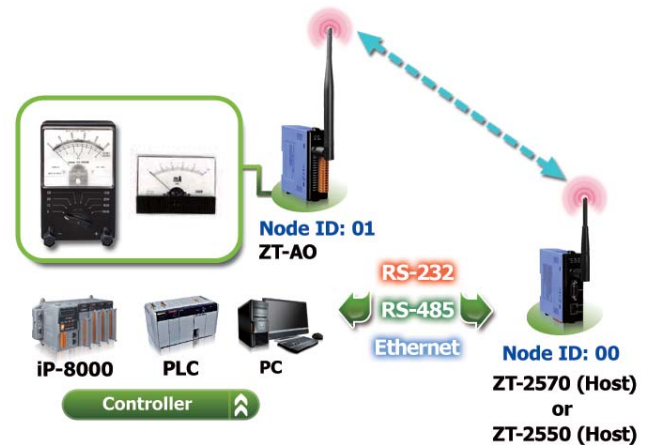 Node ID: 01
ZT-AO
RS-232
RS-485
Ethernet
iP-8000
PLC
PC
Controller
Node ID: 00
ZT-2570 (Host)
or
ZT-2550 (Host)